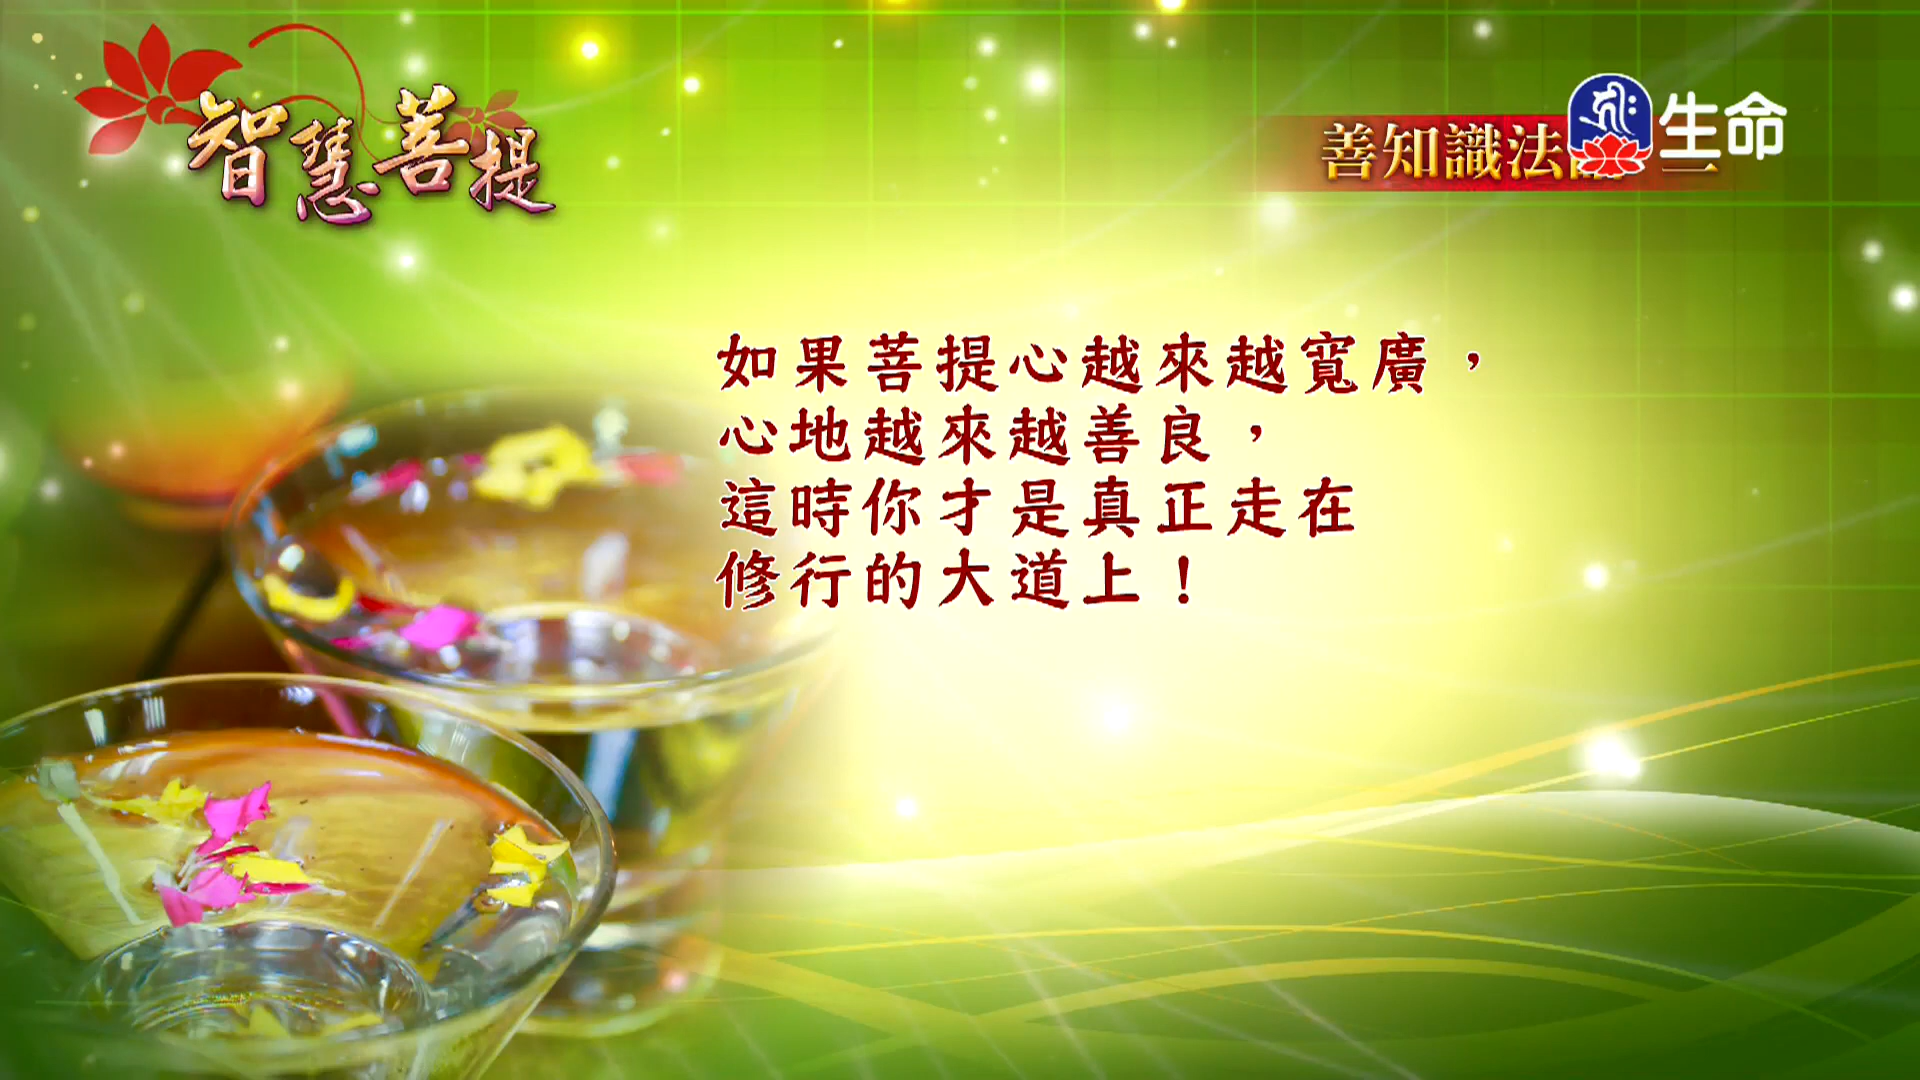 智慧菩提
善知識法
生命
如果菩提心越來越寬廣，
心地越來越善良，
這時你才是真正走在
修行的大道上！